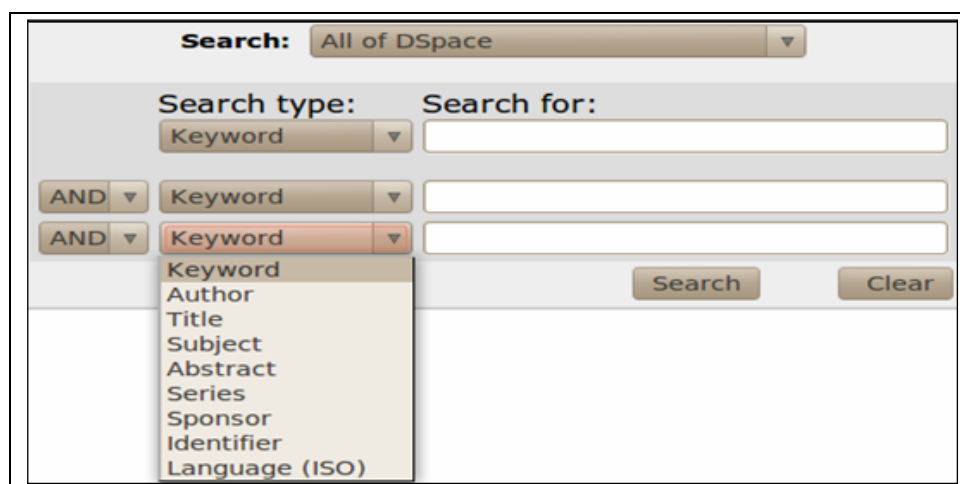 Search: All of DSpace
Search type: Search for:
Keyword
AND Keyword
AND Keyword
Keyword
Author
Search Clear
Title
Subject
Abstract
Series
Sponsor
Identifier
Language (ISO)